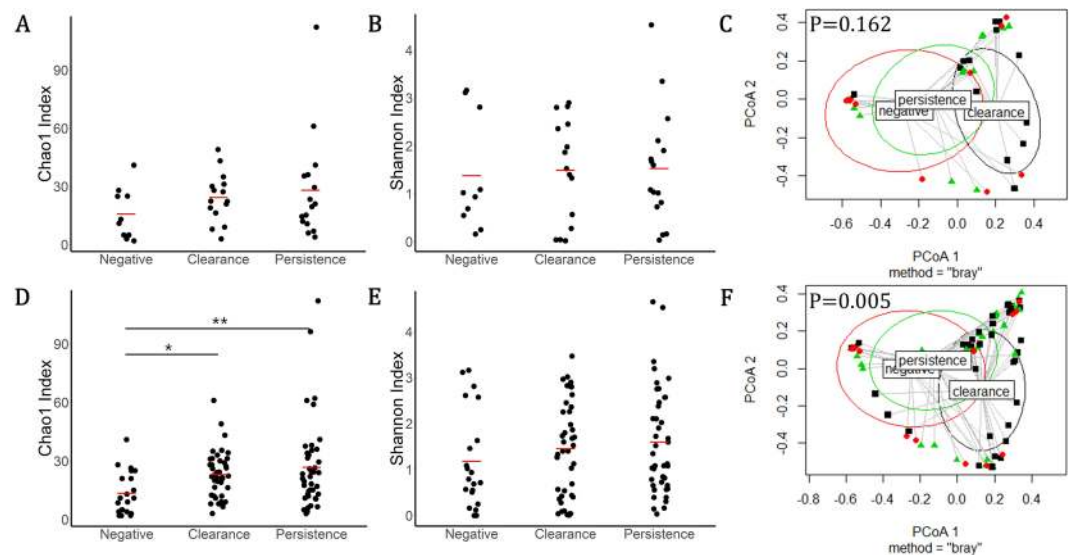 A
Chao1 Index
90
60
30
0
Negative Clearance Persistence
B
Shannon Index
4
3
2
1
0
Negative Clearance Persistence
C
P=0.162
PCoA 2
0.4
0.2
0.0
-0.2
-0.4
persistence
negative
clearance
-0.8 -0.6 -0.4 -0.2 0.0 0.2 0.4
PCoA 1
method = "bray"
D
Chao1 Index
90
60
30
0
**
*
Negative Clearance Persistence
E
Shannon Index
4
3
2
1
0
Negative Clearance Persistence
F
P=0.005
PCoA 2
0.4
0.2
0.0
-0.2
-0.4
-0.6
persistence
negative
clearance
-0.8 -0.6 -0.4 -0.2 0.0 0.2 0.4
PCoA 1
method = "bray"